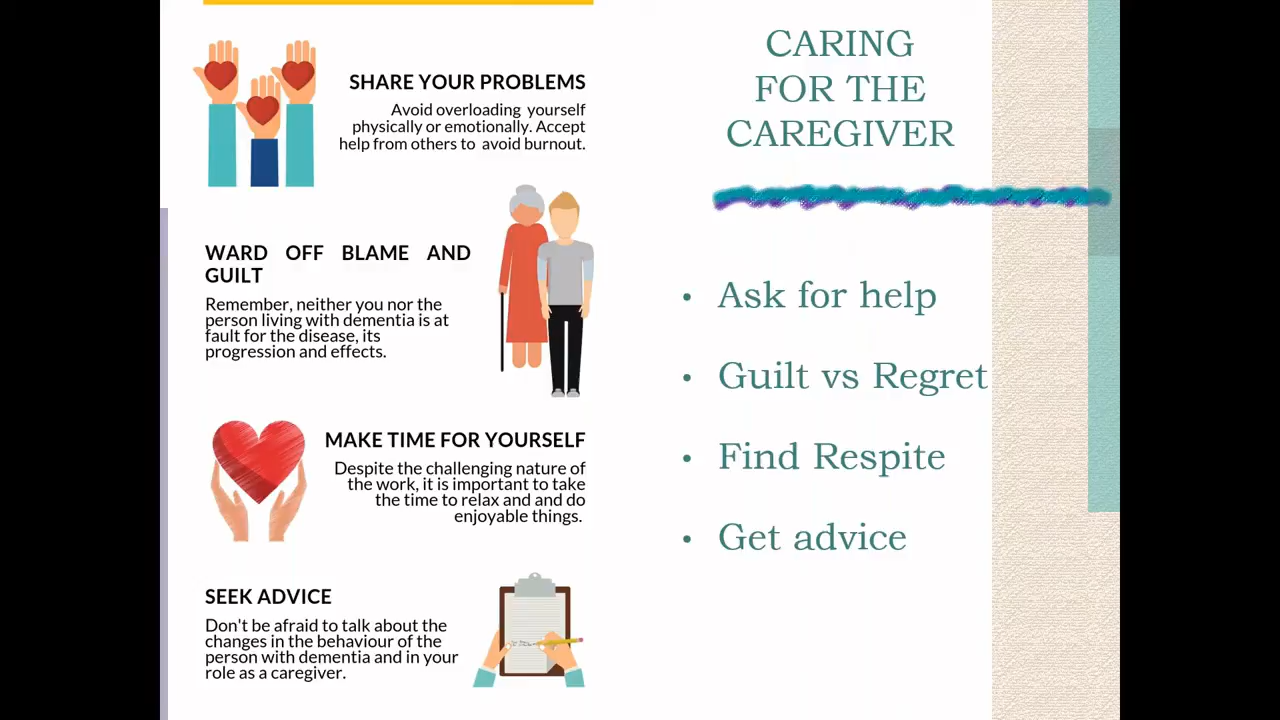 SHARE YOUR PROBLEMS
Avoid overloading yourself
physically or emotionally. Accept
help from others to avoid burnout.
WARD OFF BLAME AND
GUILT
Remember, neither you nor the
person living with dementia is at
fault for the disease, its
progression and effects.
MAKE TIME FOR YOURSELF
Despite the challenging nature of
the work, it is important to take
the time to relax and and do
enjoyable things.
SEEK ADVICE
Don't be afraid to talk about the
changes in the behaviour of the
person with dementia and in your
role as a caregiver.
CARING
FOR THE
CAREGIVER
• Ask for help
• Guilt vs Regret
• Find Respite
• Get advice